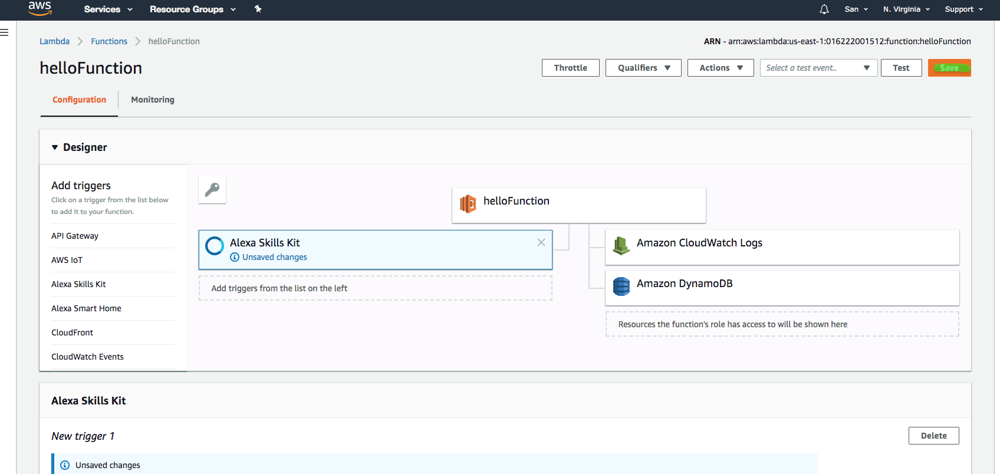 aws Services Resource Groups San N. Virginia Support
Lambda Functions helloFunction ARN - arn:aws:lambda:us-east-1:016222001512:function:helloFunction
helloFunction Throttle Qualifiers Actions Select a test event.. Test Save
Configuration Monitoring
Designer
Add triggers
Click on a trigger from the list below
to add it to your function.
API Gateway
AWS IoT
Alexa Skills Kit
Alexa Smart Home
CloudFront
CloudWatch Events
helloFunction
Alexa Skills Kit
Unsaved changes
Add triggers from the list on the left
Amazon CloudWatch Logs
Amazon DynamoDB
Resources the function's role has access to will be shown here
Alexa Skills Kit
New trigger 1 Delete
Unsaved changes